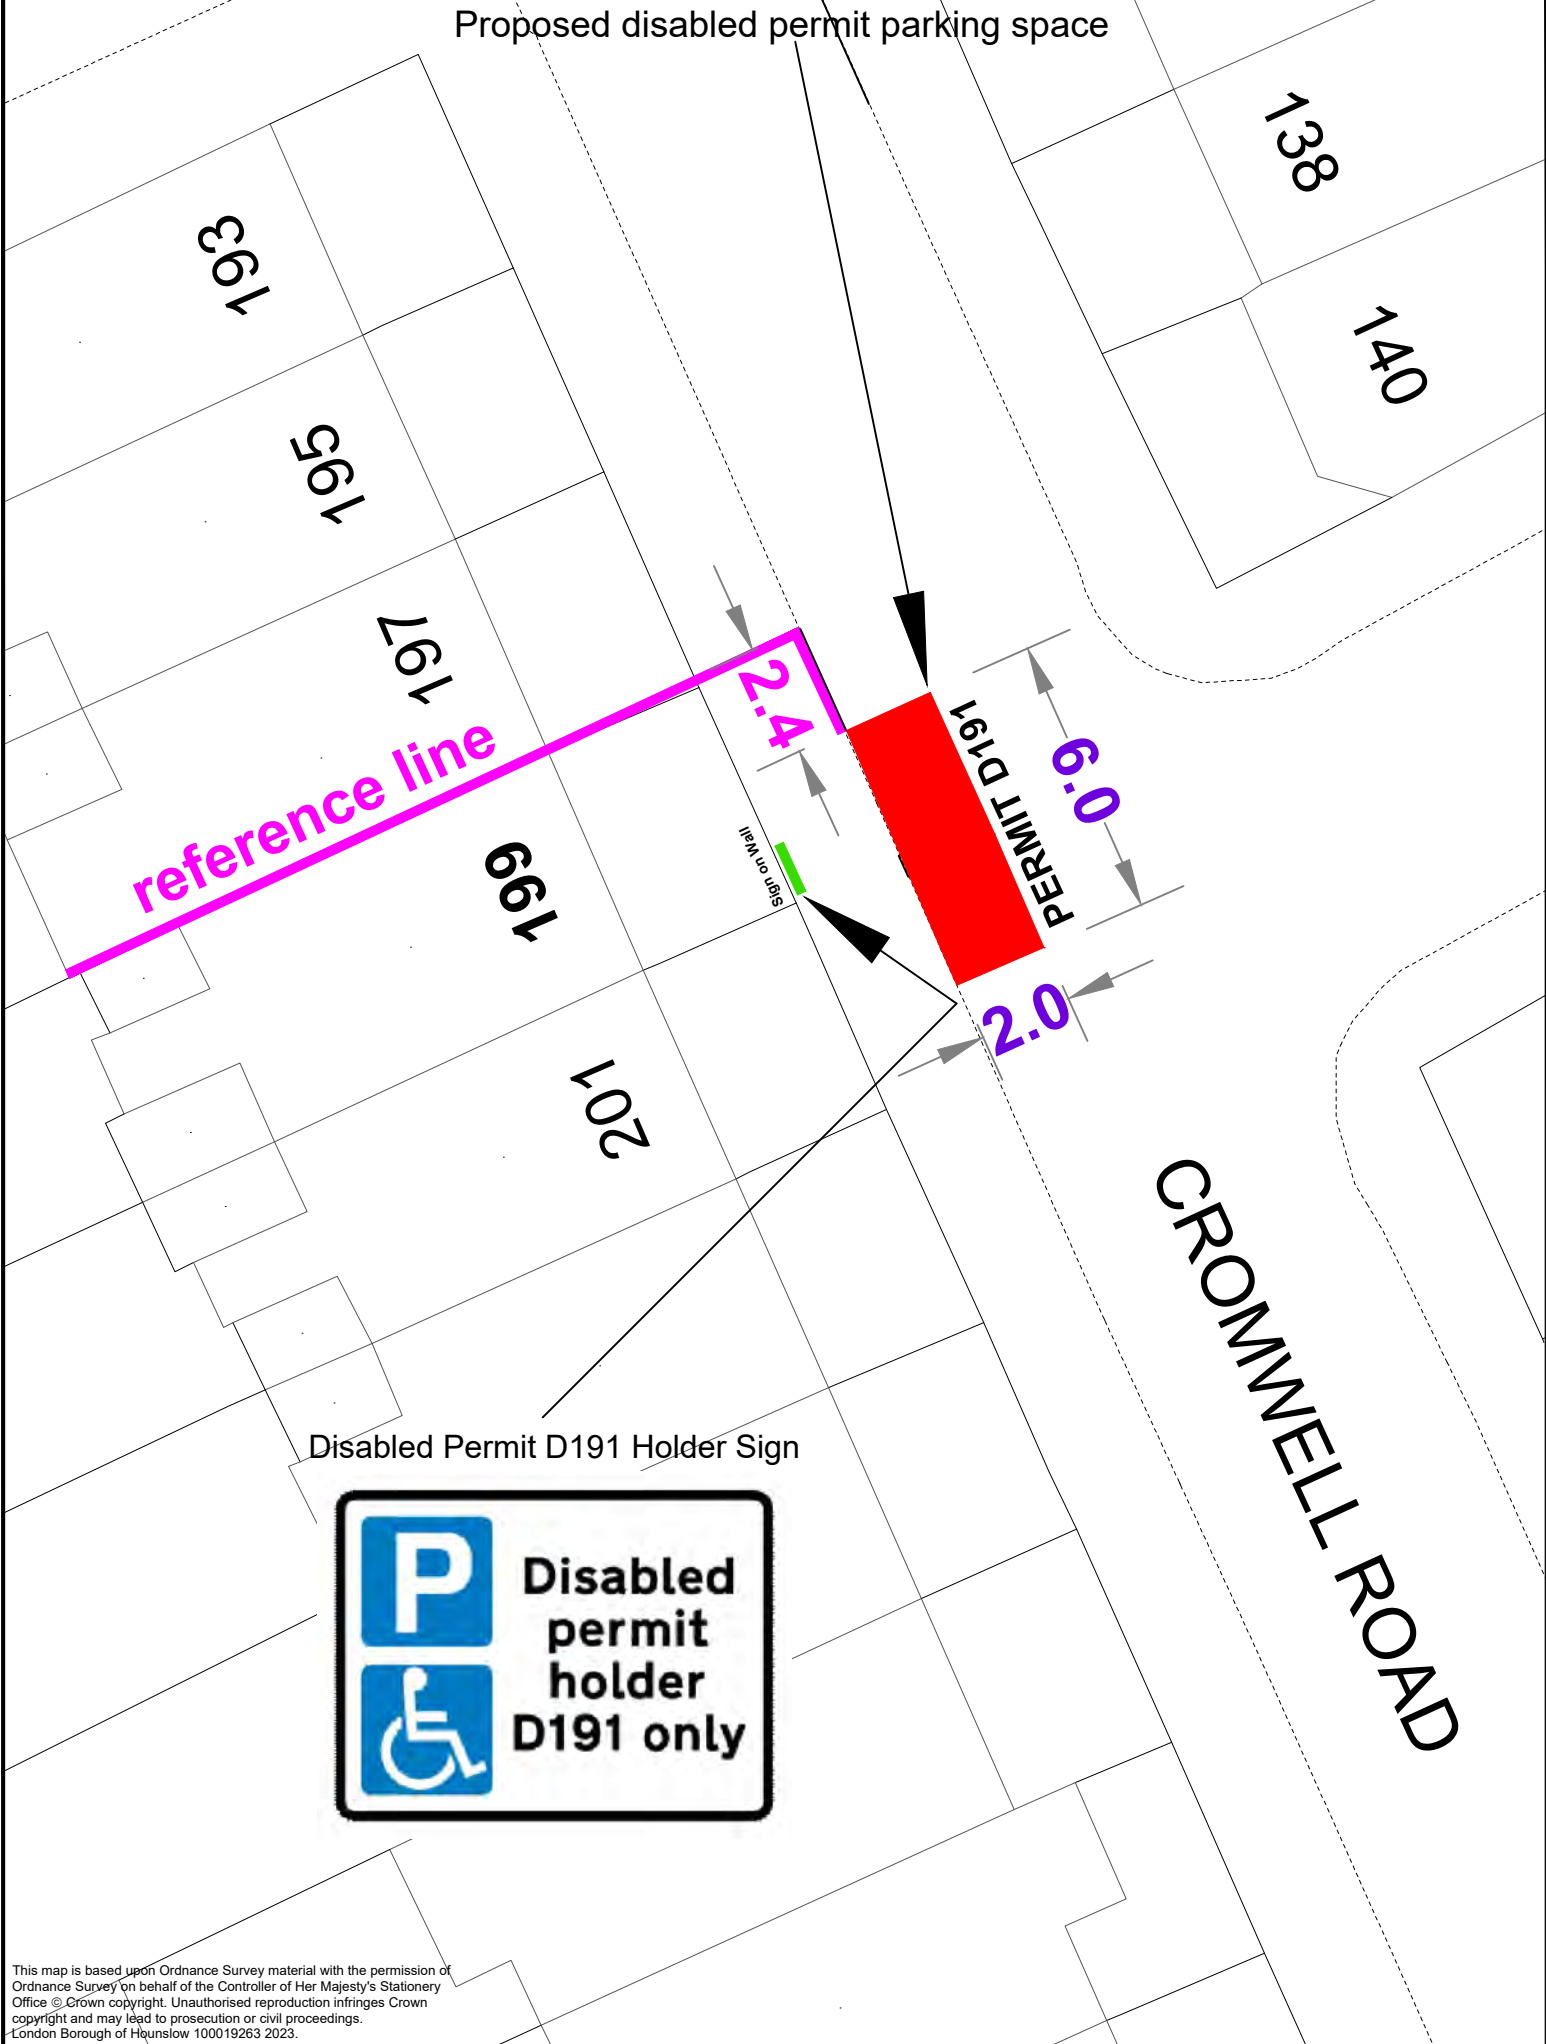 Proposed disabled permit parking space
138
193
140
195
197
2.4
reference line
PERMIT D191
6.0
Sign on Wall
199
2.0
201
CROMWELL ROAD
Disabled Permit D191 Holder Sign
P
Disabled
permit
holder
D191 only
This map is based upon Ordnance Survey material with the permission of
Ordnance Survey on behalf of the Controller of Her Majesty's Stationery
Office © Crown copyright. Unauthorised reproduction infringes Crown
copyright and may lead to prosecution or civil proceedings.
London Borough of Hounslow 100019263 2023.